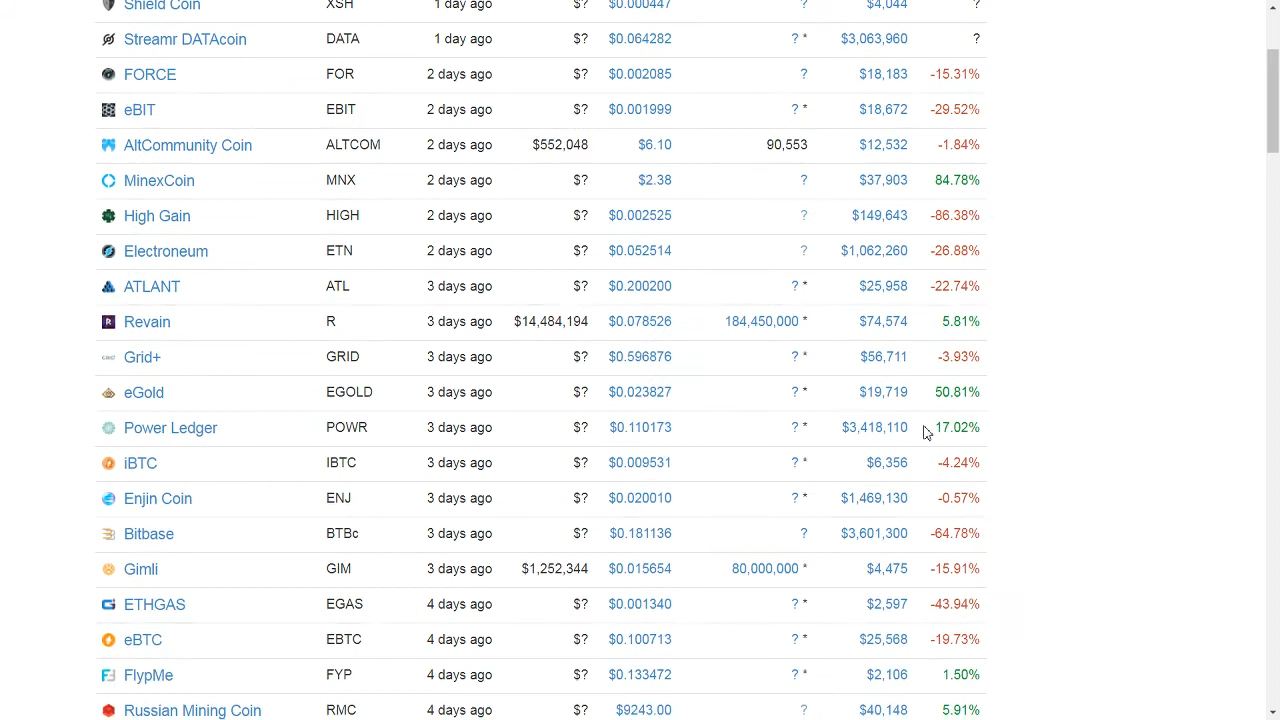 Shield Coin XSH 1 day ago $? $0.000447 ? $4,044 ?
Streamr DATAcoin DATA 1 day ago $? $0.064282 ? * $3,063,960 ?
FORCE FOR 2 days ago $? $0.002085 ? $18,183 -15.31%
eBIT EBIT 2 days ago $? $0.001999 ? * $18,672 -29.52%
AltCommunity Coin ALTCOM 2 days ago $552,048 $6.10 90,553 $12,532 -1.84%
MinexCoin MNX 2 days ago $? $2.38 ? $37,903 84.78%
High Gain HIGH 2 days ago $? $0.002525 ? $149,643 -86.38%
Electroneum ETN 2 days ago $? $0.052514 ? $1,062,260 -26.88%
ATLANT ATL 3 days ago $? $0.200200 ? * $25,958 -22.74%
R Revain R 3 days ago $14,484,194 $0.078526 184,450,000 * $74,574 5.81%
Grid+ GRID 3 days ago $? $0.596876 ? * $56,711 -3.93%
eGold EGOLD 3 days ago $? $0.023827 ? * $19,719 50.81%
Power Ledger POWR 3 days ago $? $0.110173 ? * $3,418,110 17.02%
iBTC IBTC 3 days ago $? $0.009531 ? * $6,356 -4.24%
Enjin Coin ENJ 3 days ago $? $0.020010 ? * $1,469,130 -0.57%
Bitbase BTBc 3 days ago $? $0.181136 ? $3,601,300 -64.78%
Gimli GIM 3 days ago $1,252,344 $0.015654 80,000,000 * $4,475 -15.91%
ETHGAS EGAS 4 days ago $? $0.001340 ? * $2,597 -43.94%
eBTC EBTC 4 days ago $? $0.100713 ? * $25,568 -19.73%
FlypMe FYP 4 days ago $? $0.133472 ? * $2,106 1.50%
Russian Mining Coin RMC 4 days ago $? $9243.00 ? $40,148 5.91%